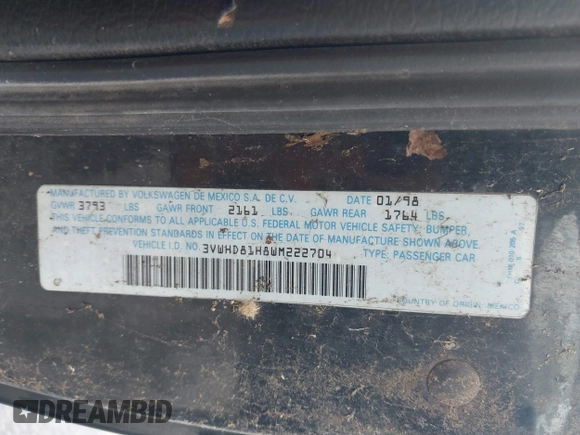 MANUFACTURED BY VOLKSWAGEN DE MEXICO S.A. DE C.V. DATE 01/98
GVWR 3793 LBS GAWR FRONT 2161 LBS GAWR REAR 1764 LBS
THIS VEHICLE CONFORMS TO ALL APPLICABLE U.S. FEDERAL MOTOR VEHICLE SAFETY, BUMPER,
AND THEFT PREVENTION STANDARDS IN EFFECT ON THE DATE OF MANUFACTURE SHOWN ABOVE.
VEHICLE I.D. NO. 3VWHD81H8WM222704 TYPE: PASSENGER CAR
COUNTRY OF ORIGIN: MEXICO
DREAMBID